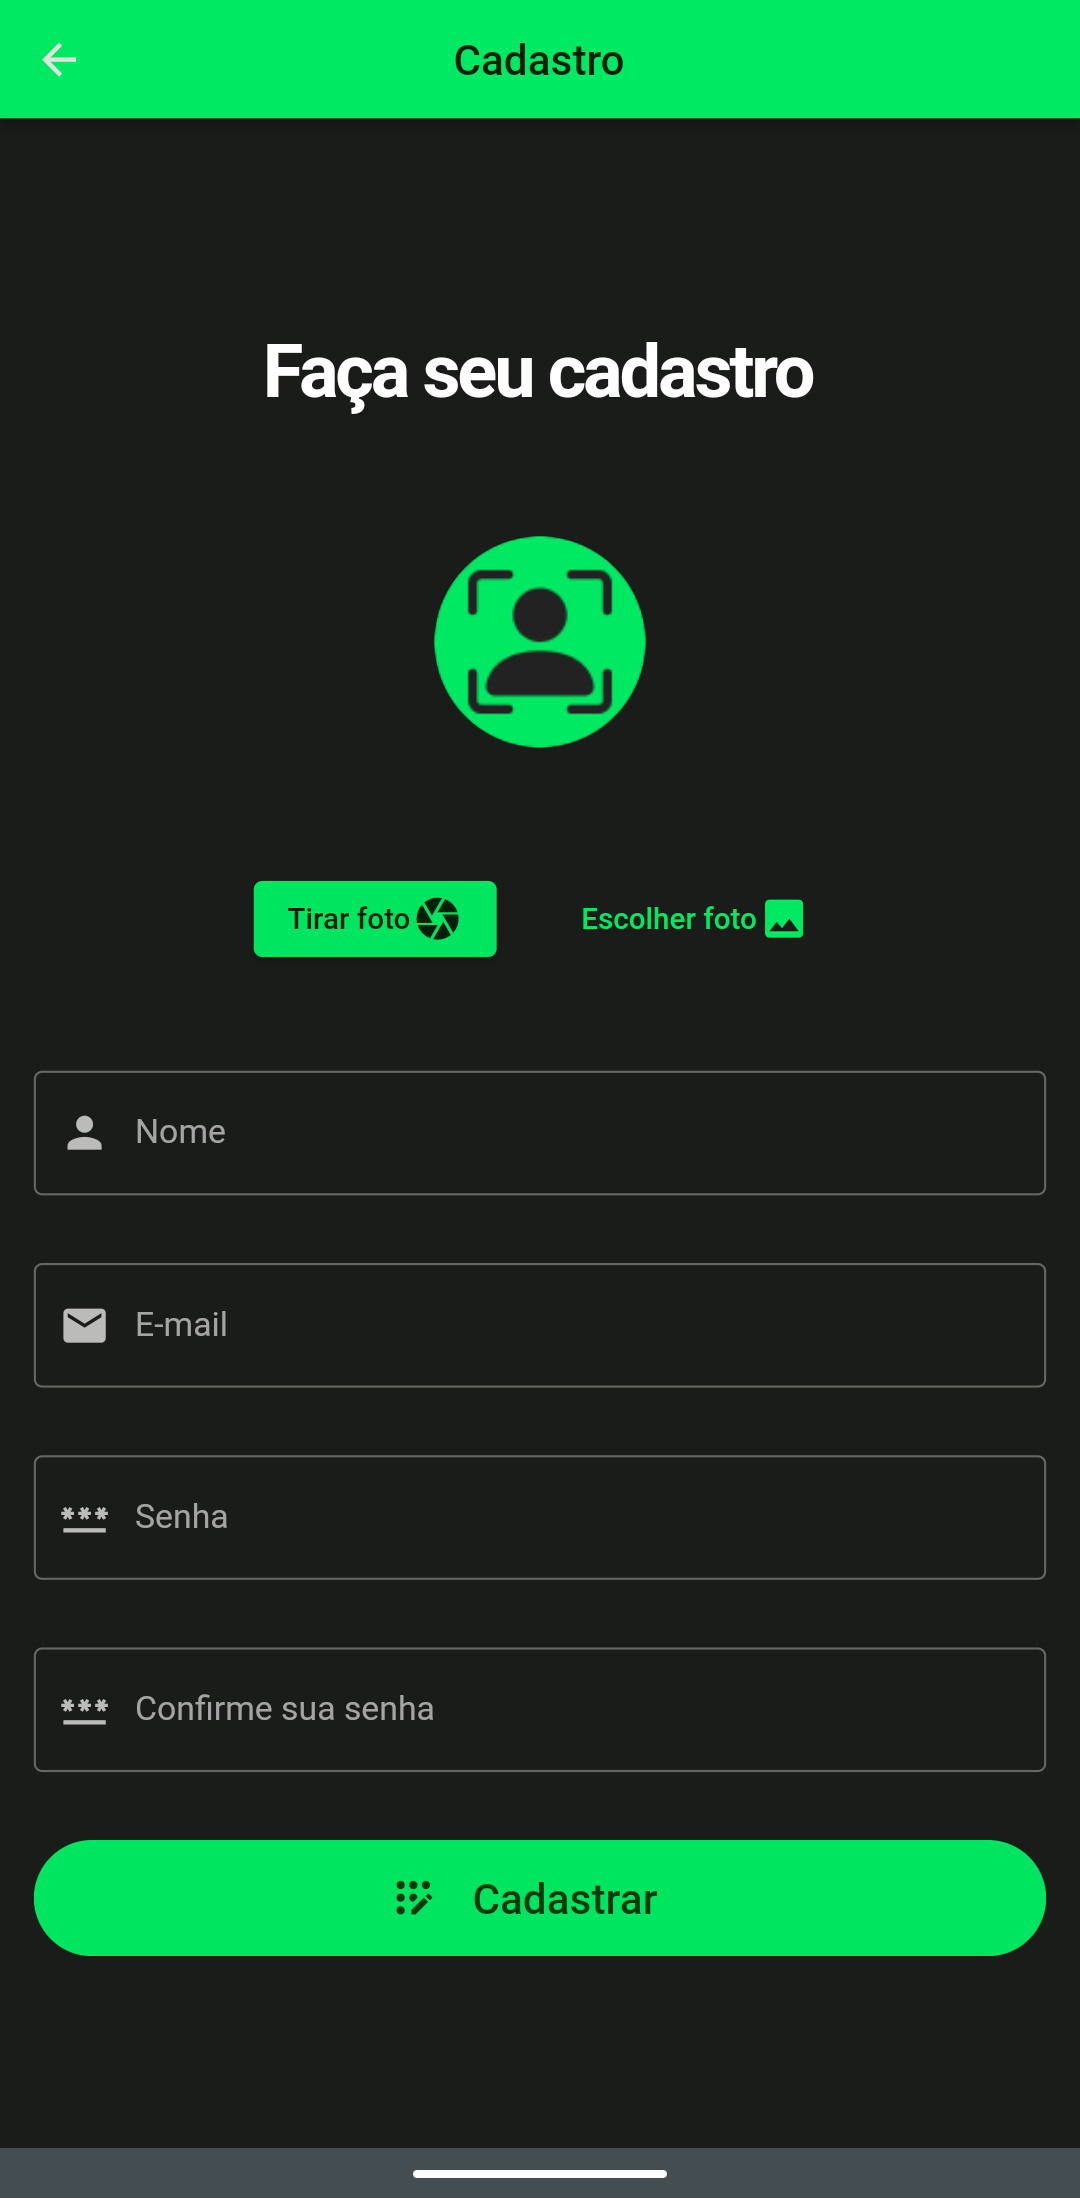 Cadastro
Faça seu cadastro
Tirar foto
Escolher foto
Nome
E-mail
Senha
Confirme sua senha
Cadastrar